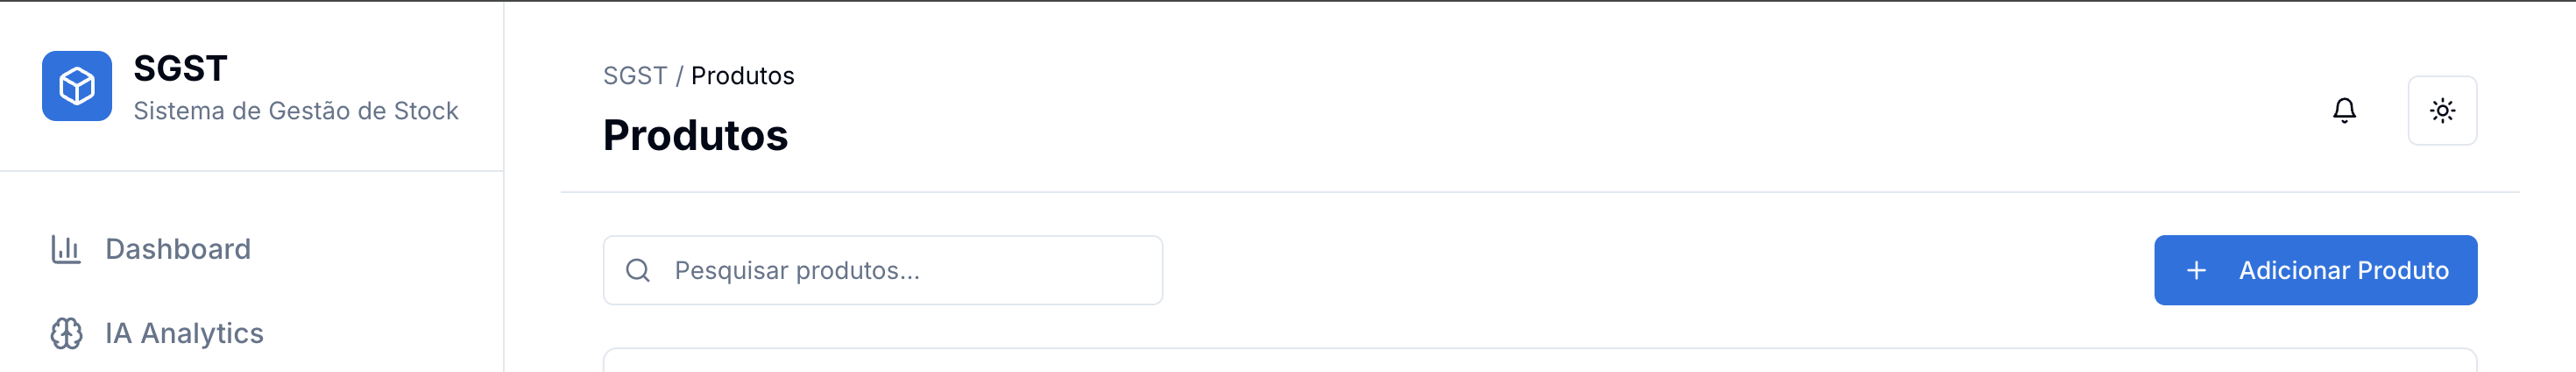 SGST
Sistema de Gestão de Stock
Dashboard
IA Analytics
SGST / Produtos
Produtos
Pesquisar produtos...
Adicionar Produto